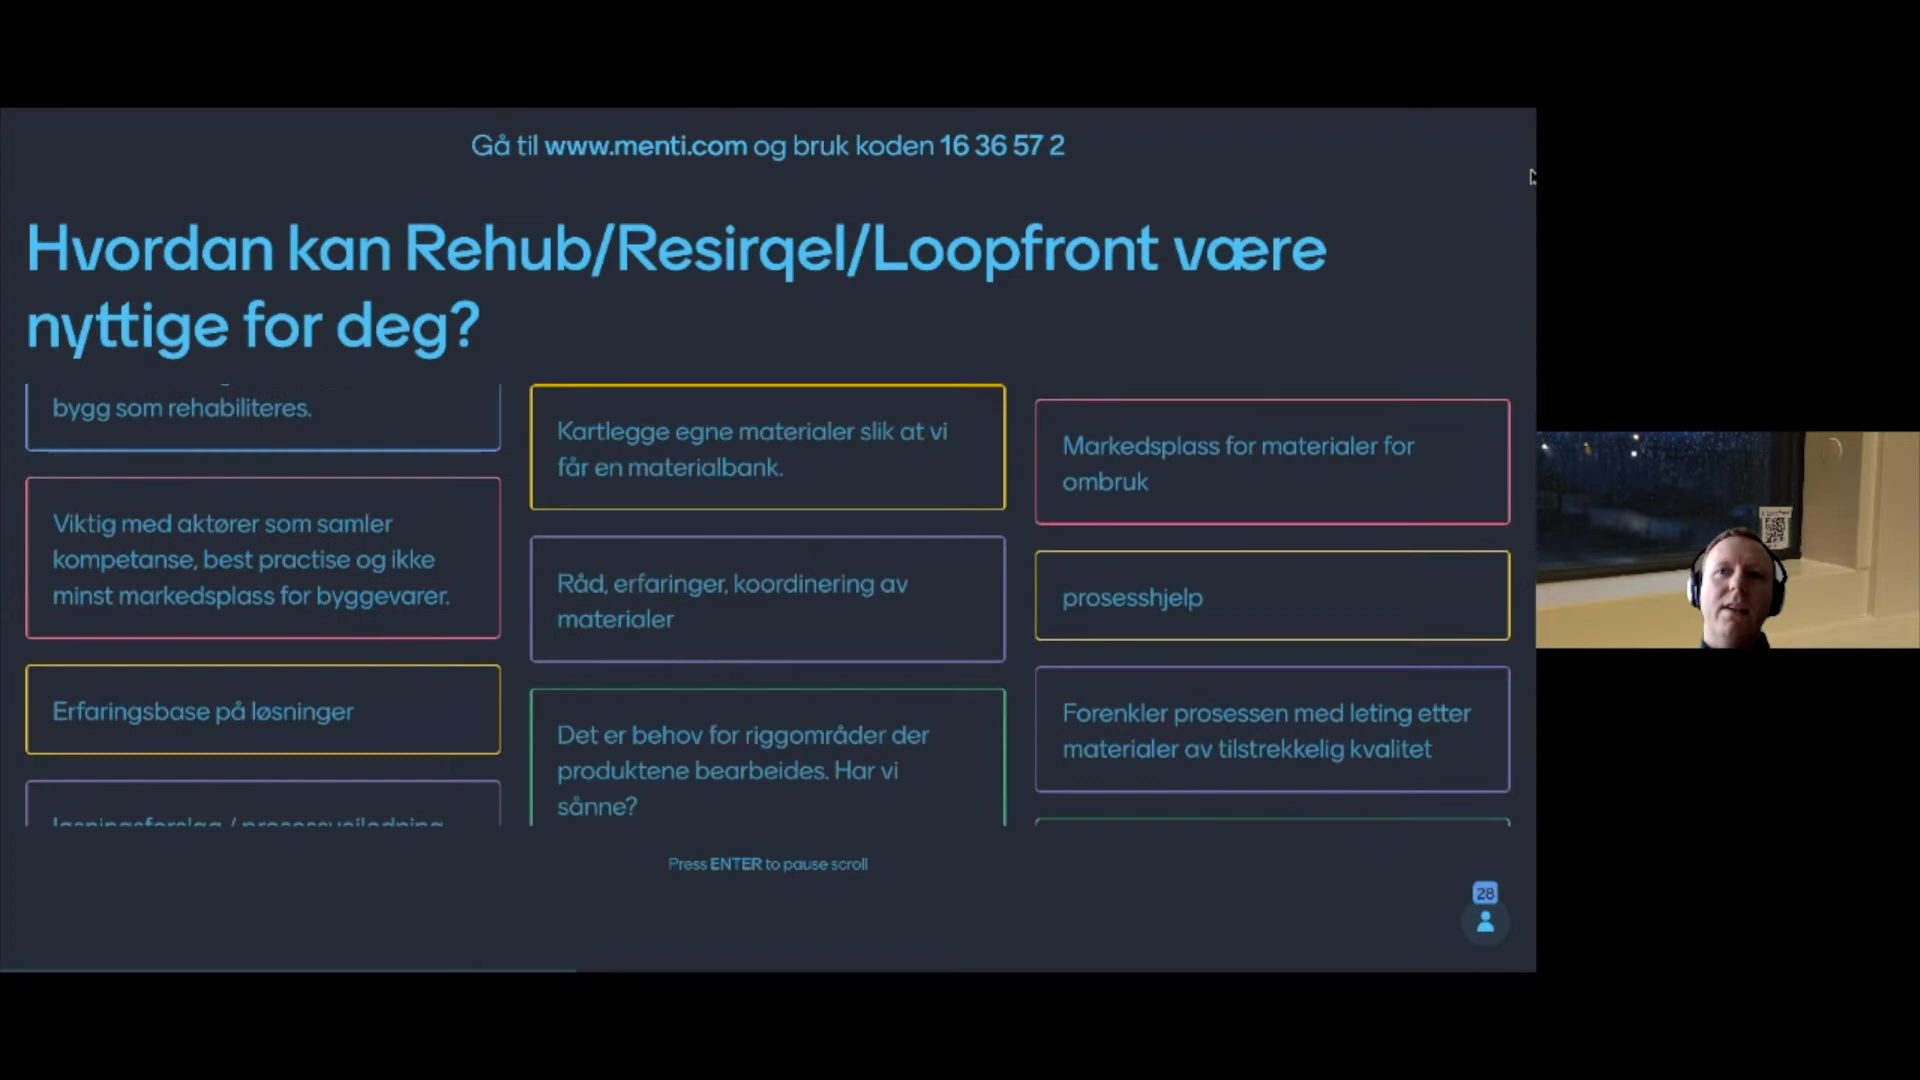 Gå til www.menti.com og bruk koden 16 36 57 2
Hvordan kan Rehub/Resirqel/Loopfront være
nyttige for deg?
bygg som rehabiliteres.
Viktig med aktører som samler
kompetanse, best practise og ikke
minst markedsplass for byggevarer.
Erfaringsbase på løsninger
løsningsforslag / prosessveiledning
Kartlegge egne materialer slik at vi
får en materialbank.
Råd, erfaringer, koordinering av
materialer
Det er behov for riggområder der
produktene bearbeides. Har vi
sånne?
Markedsplass for materialer for
ombruk
prosesshjelp
Forenkler prosessen med leting etter
materialer av tilstrekkelig kvalitet
Press ENTER to pause scroll
28